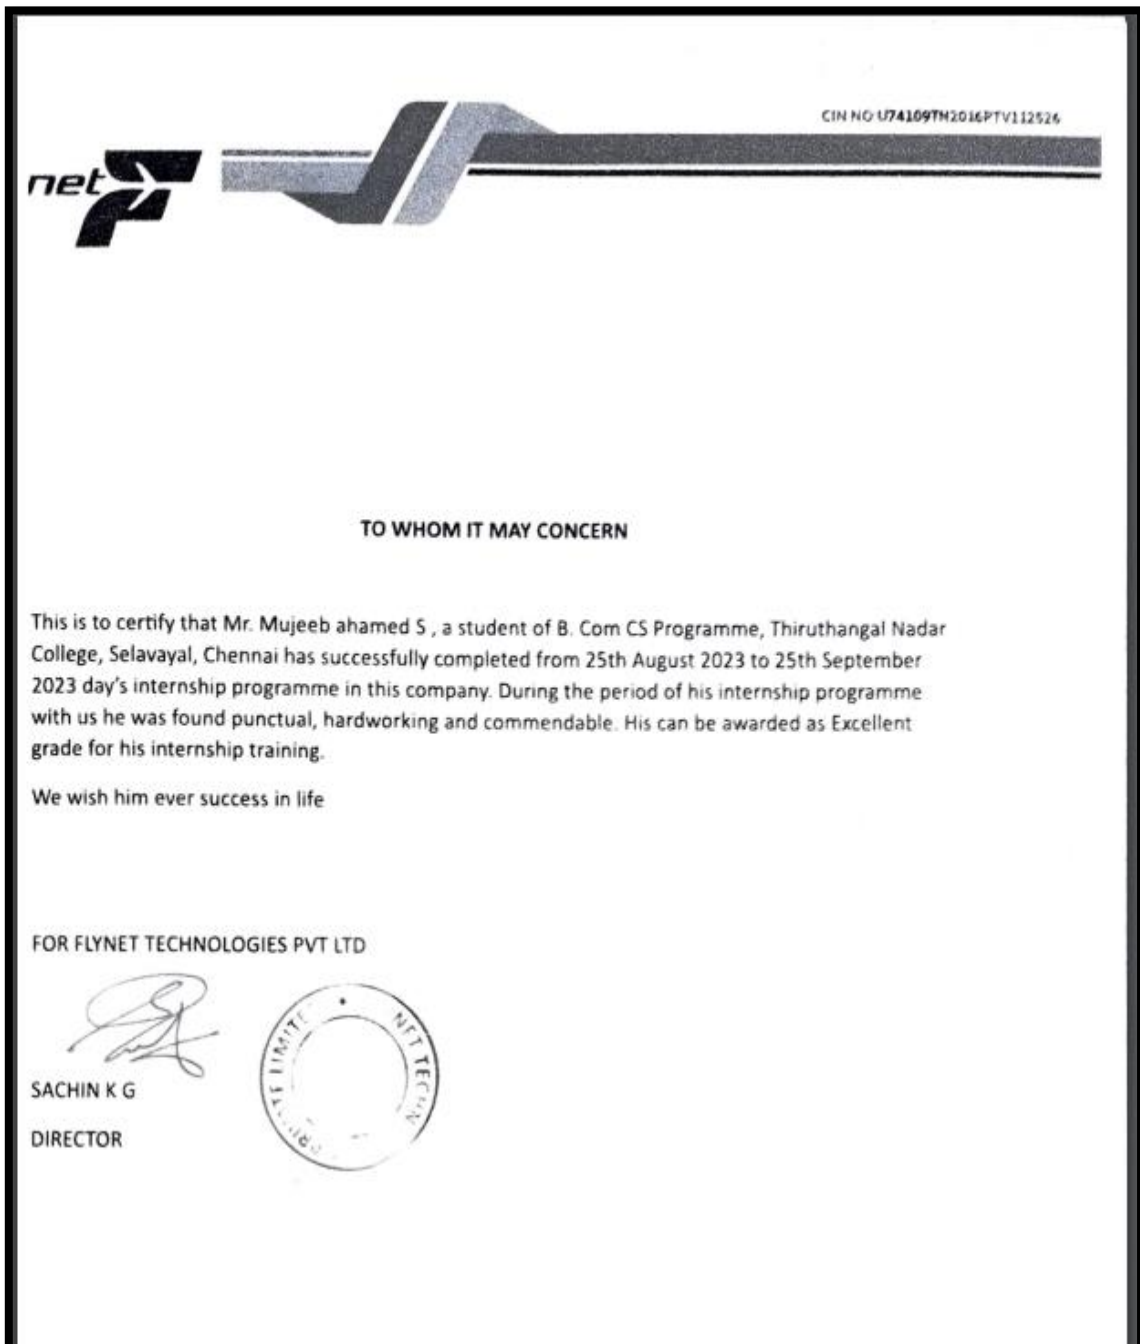 CIN NO U74109TN2016PTV112526
net
TO WHOM IT MAY CONCERN
This is to certify that Mr. Mujeeb ahamed S , a student of B. Com CS Programme, Thiruthangal Nadar
College, Selavayal, Chennai has successfully completed from 25th August 2023 to 25th September
2023 day's internship programme in this company. During the period of his internship programme
with us he was found punctual, hardworking and commendable. His can be awarded as Excellent
grade for his internship training.
We wish him ever success in life
FOR FLYNET TECHNOLOGIES PVT LTD
SACHIN K G
DIRECTOR
NET TECHN